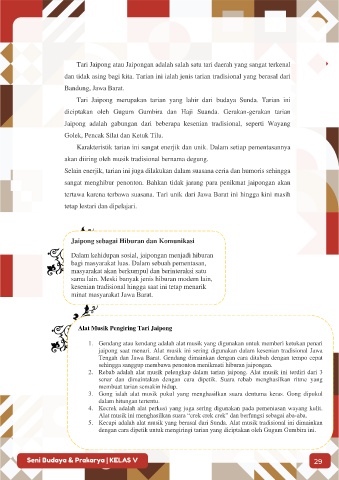 Tari Jaipong atau Jaipongan adalah salah satu tari daerah yang sangat terkenal
dan tidak asing bagi kita. Tarian ini ialah jenis tarian tradisional yang berasal dari
Bandung, Jawa Barat.
Tari Jaipong merupakan tarian yang lahir dari budaya Sunda. Tarian ini
diciptakan oleh Gugum Gumbira dan Haji Suanda. Gerakan-gerakan tarian
Jaipong adalah gabungan dari beberapa kesenian tradisional, seperti Wayang
Golek, Pencak Silat dan Ketuk Tilu.
Karakteristik tarian ini sangat enerjik dan unik. Dalam setiap pementasannya
akan diiring oleh musik tradisional bernama degung.
Selain enerjik, tarian ini juga dilakukan dalam suasana ceria dan humoris sehingga
sangat menghibur penonton. Bahkan tidak jarang para penikmat jaipongan akan
tertawa karena terbawa suasana. Tari unik dari Jawa Barat ini hingga kini masih
tetap lestari dan dipelajari.
Jaipong sebagai Hiburan dan Komunikasi
Dalam kehidupan sosial, jaipongan menjadi hiburan
bagi masyarakat luas. Dalam sebuah pementasan,
masyarakat akan berkumpul dan berinteraksi satu
sama lain. Meski banyak jenis hiburan modern lain,
kesenian tradisional hingga saat ini tetap menarik
minat masyarakat Jawa Barat.
Alat Musik Pengiring Tari Jaipong
1. Gendang atau kendang adalah alat musik yang digunakan untuk memberi ketukan penari
jaipong saat menari. Alat musik ini sering digunakan dalam kesenian tradisional Jawa
Tengah dan Jawa Barat. Gendang dimainkan dengan cara ditabuh dengan tempo cepat
sehingga sanggup membawa penonton menikmati hiburan jaipongan.
2. Rebab adalah alat musik pelengkap dalam tarian jaipong. Alat musik ini terdiri dari 3
senar dan dimainkan dengan cara dipetik. Suara rebab menghasilkan ritme yang
membuat tarian semakin hidup.
3. Gong ialah alat musik pukul yang menghasilkan suara dentuma keras. Gong dipukul
dalam hitungan tertentu.
4. Kecrek adalah alat perkusi yang juga sering digunakan pada pementasan wayang kulit.
Alat musik ini menghasilkan suara "crek crek crek" dan berfungsi sebagai aba-aba.
5. Kecapi adalah alat musik yang berasal dari Sunda. Alat musik tradisional ini dimainkan
dengan cara dipetik untuk mengiringi tarian yang diciptakan oleh Gugum Gumbira ini.
Seni Budaya & Prakarya | KELAS V
29